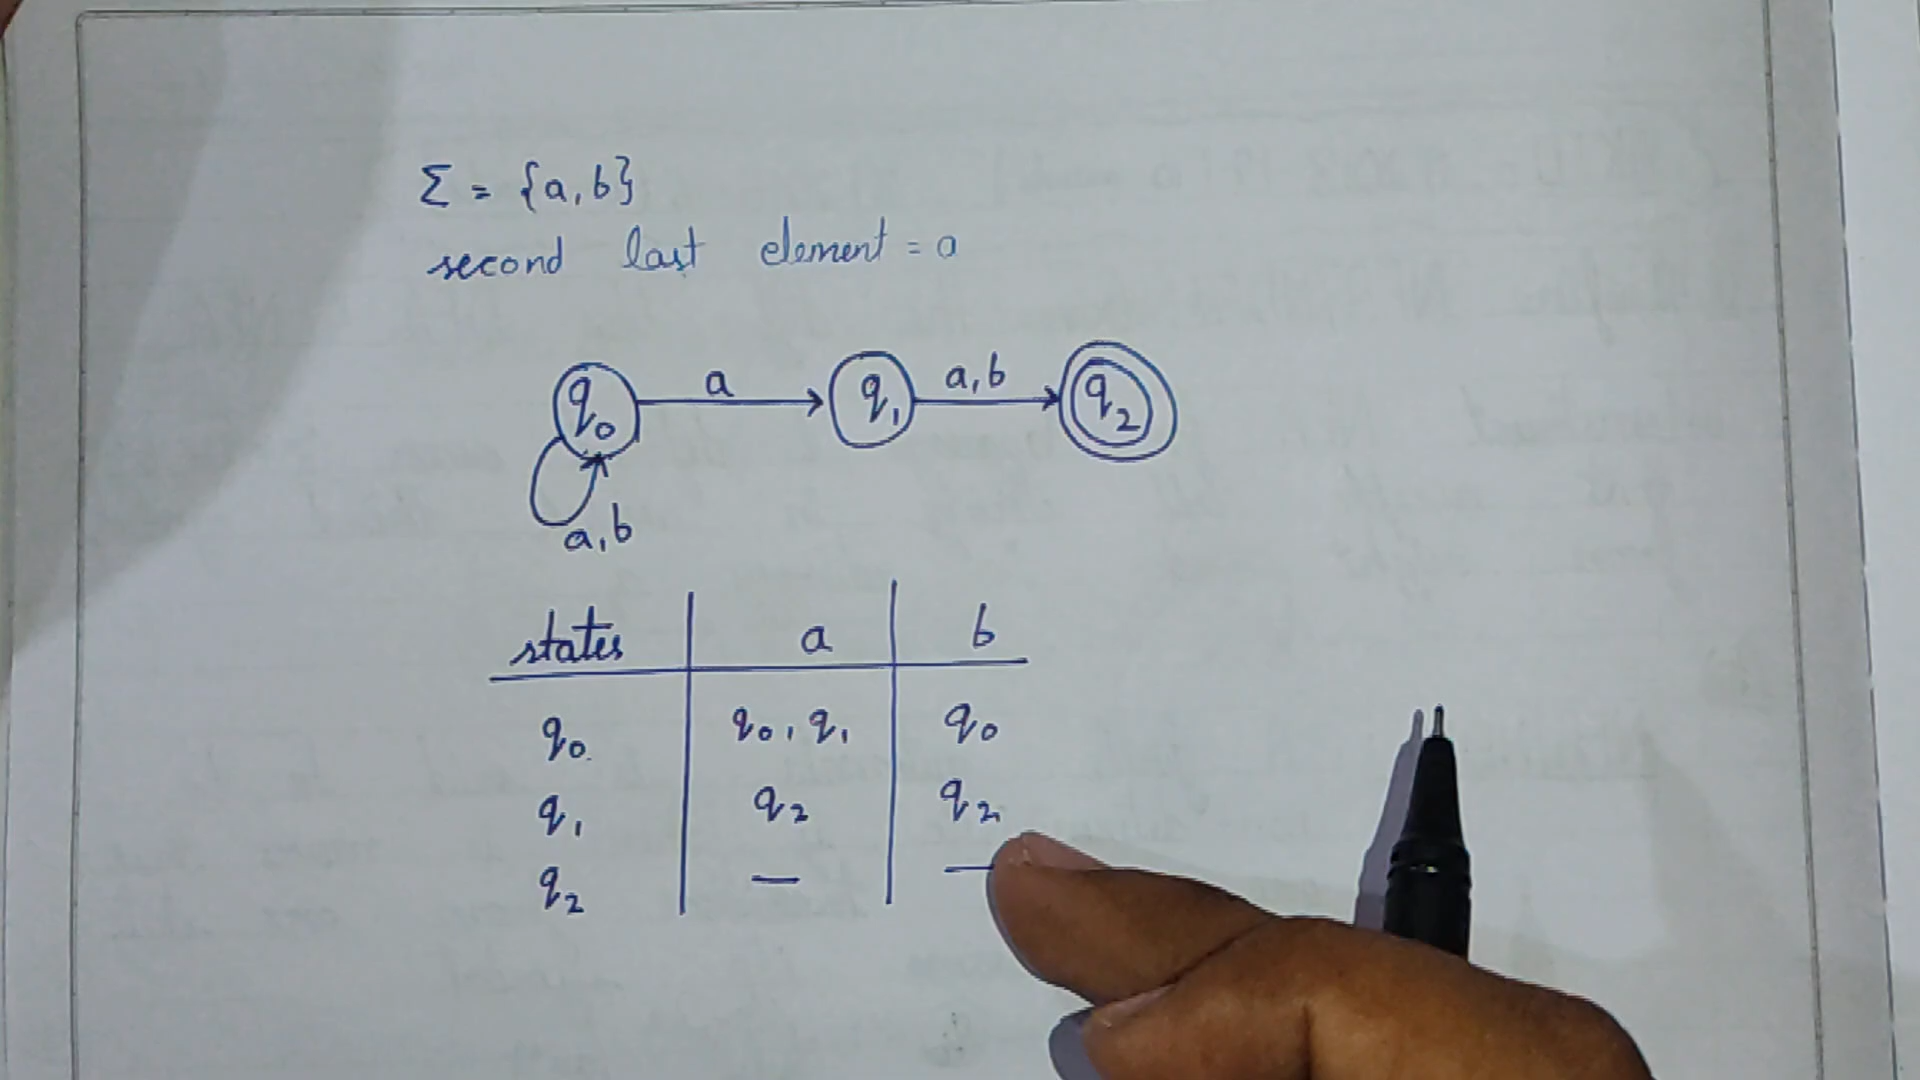 Σ = {a, b}
second last element = a
q0 a q1 a,b q2
a,b
states a b
q0 q0, q1 q0
q1 q2 q2
q2 — —